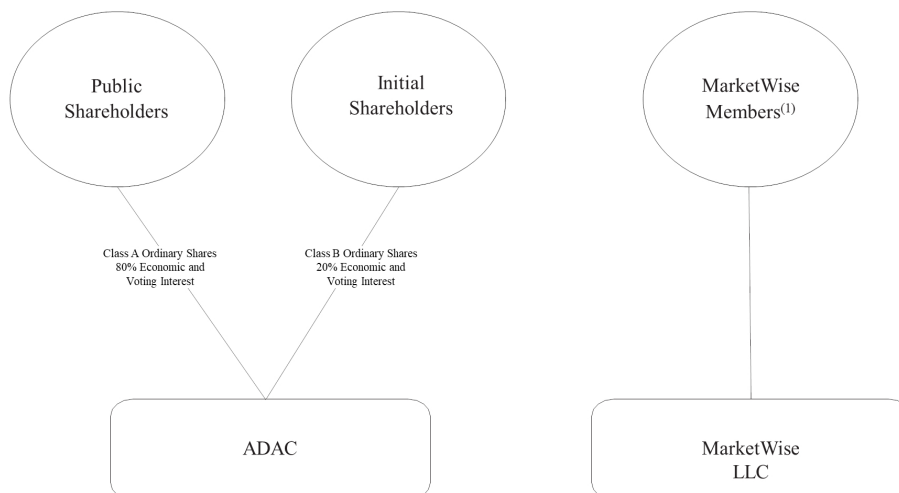 Public
Shareholders
Initial
Shareholders
MarketWise
Members(1)
Class A Ordinary Shares
80% Economic and
Voting Interest
Class B Ordinary Shares
20% Economic and
Voting Interest
ADAC
MarketWise
LLC